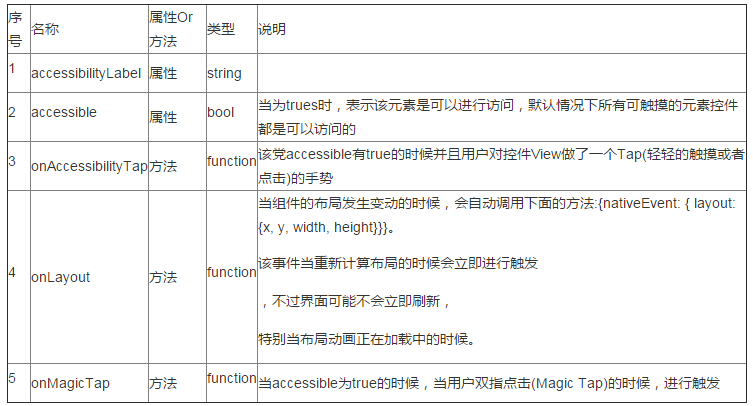 序号 名称 属性Or方法 类型 说明
1 accessibilityLabel 属性 string
2 accessible 属性 bool 当为trues时，表示该元素是可以进行访问，默认情况下所有可触摸的元素控件
都是可以访问的
3 onAccessibilityTap 方法 function 该党accessible有true的时候并且用户对控件View做了一个Tap(轻轻的触摸或者
点击)的手势
4 onLayout 方法 function 当组件的布局发生变动的时候，会自动调用下面的方法:{nativeEvent: { layout:
{x, y, width, height}}}。
该事件当重新计算布局的时候会立即进行触发
，不过界面可能不会立即刷新，
特别当布局动画正在加载中的时候。
5 onMagicTap 方法 function 当accessible为true的时候，当用户双指点击(Magic Tap)的时候，进行触发